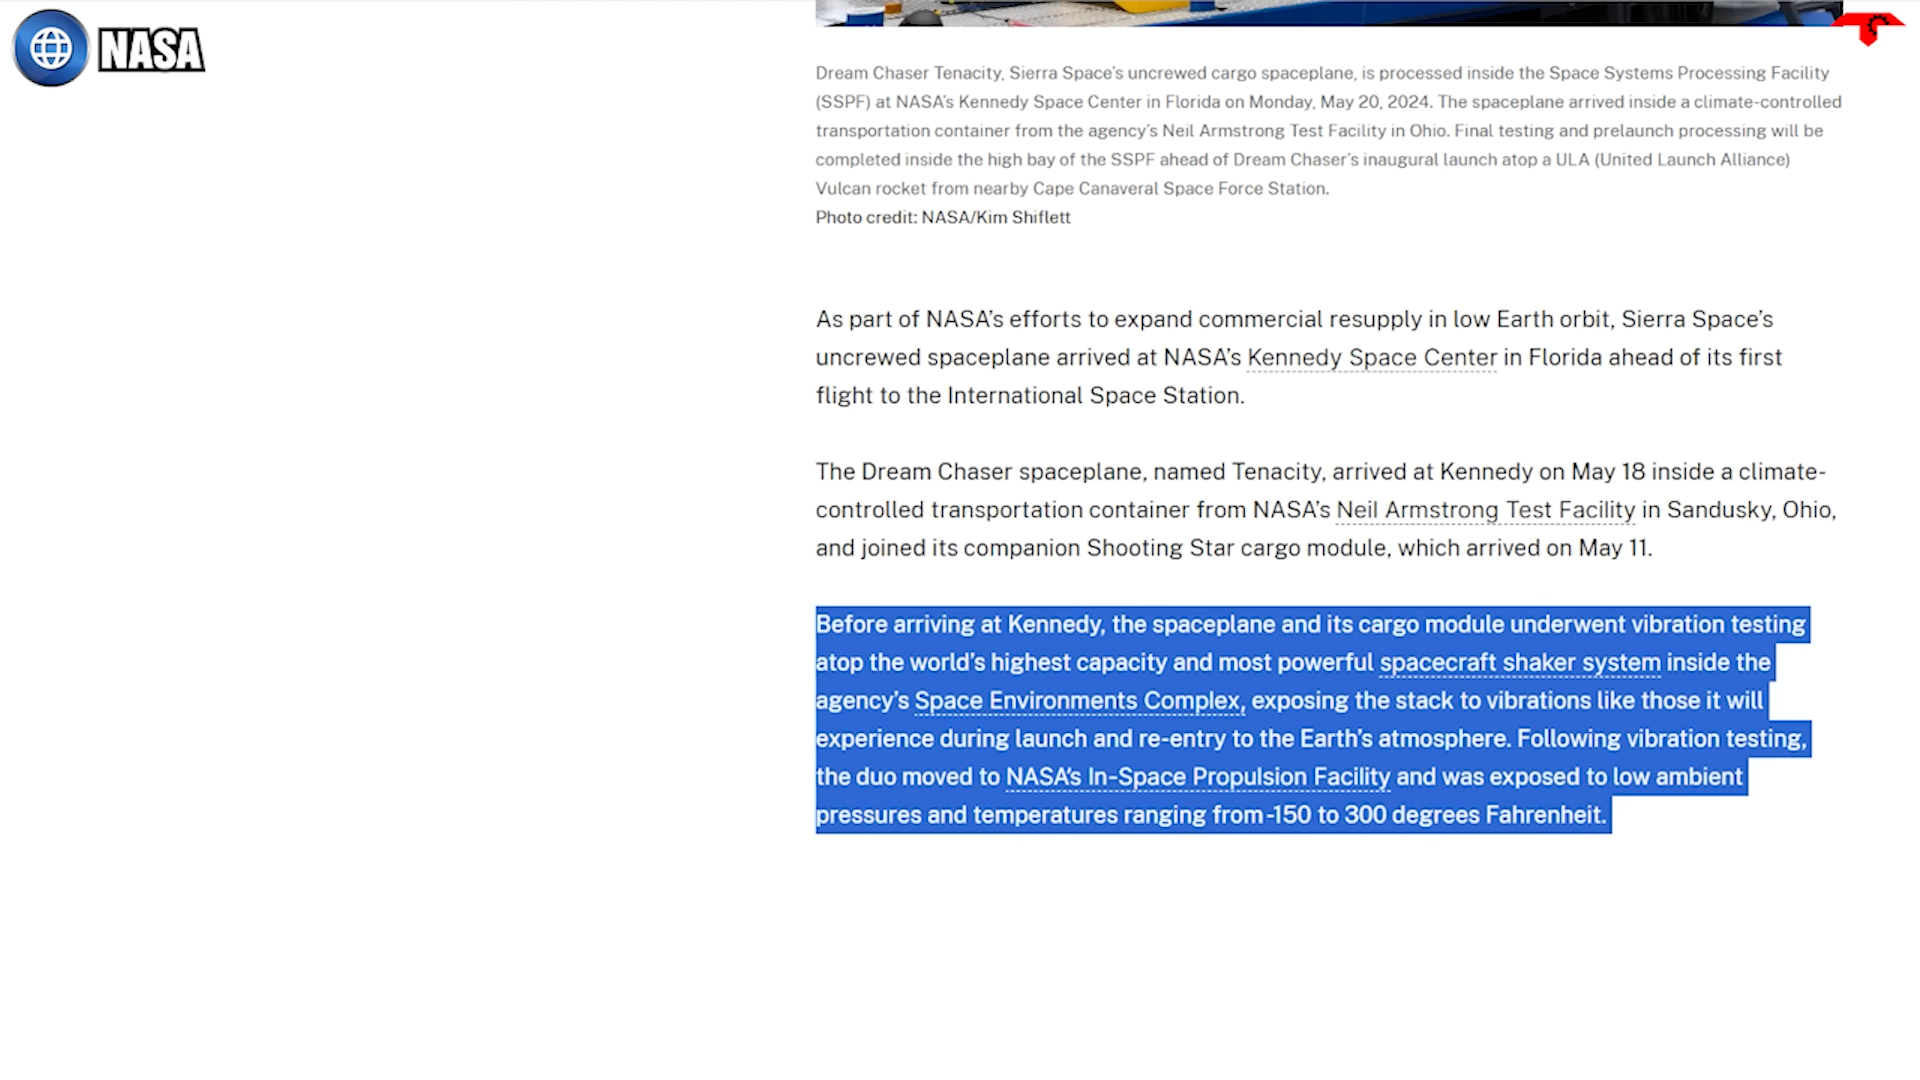 NASA
Dream Chaser Tenacity, Sierra Space's uncrewed cargo spaceplane, is processed inside the Space Systems Processing Facility
(SSPF) at NASA's Kennedy Space Center in Florida on Monday, May 20, 2024. The spaceplane arrived inside a climate-controlled
transportation container from the agency's Neil Armstrong Test Facility in Ohio. Final testing and prelaunch processing will be
completed inside the high bay of the SSPF ahead of Dream Chaser's inaugural launch atop a ULA (United Launch Alliance)
Vulcan rocket from nearby Cape Canaveral Space Force Station.
Photo credit: NASA/Kim Shiflett
As part of NASA's efforts to expand commercial resupply in low Earth orbit, Sierra Space's
uncrewed spaceplane arrived at NASA's Kennedy Space Center in Florida ahead of its first
flight to the International Space Station.
The Dream Chaser spaceplane, named Tenacity, arrived at Kennedy on May 18 inside a climate-
controlled transportation container from NASA's Neil Armstrong Test Facility in Sandusky, Ohio,
and joined its companion Shooting Star cargo module, which arrived on May 11.
Before arriving at Kennedy, the spaceplane and its cargo module underwent vibration testing
atop the world's highest capacity and most powerful spacecraft shaker system inside the
agency's Space Environments Complex, exposing the stack to vibrations like those it will
experience during launch and re-entry to the Earth's atmosphere. Following vibration testing,
the duo moved to NASA's In-Space Propulsion Facility and was exposed to low ambient
pressures and temperatures ranging from -150 to 300 degrees Fahrenheit.